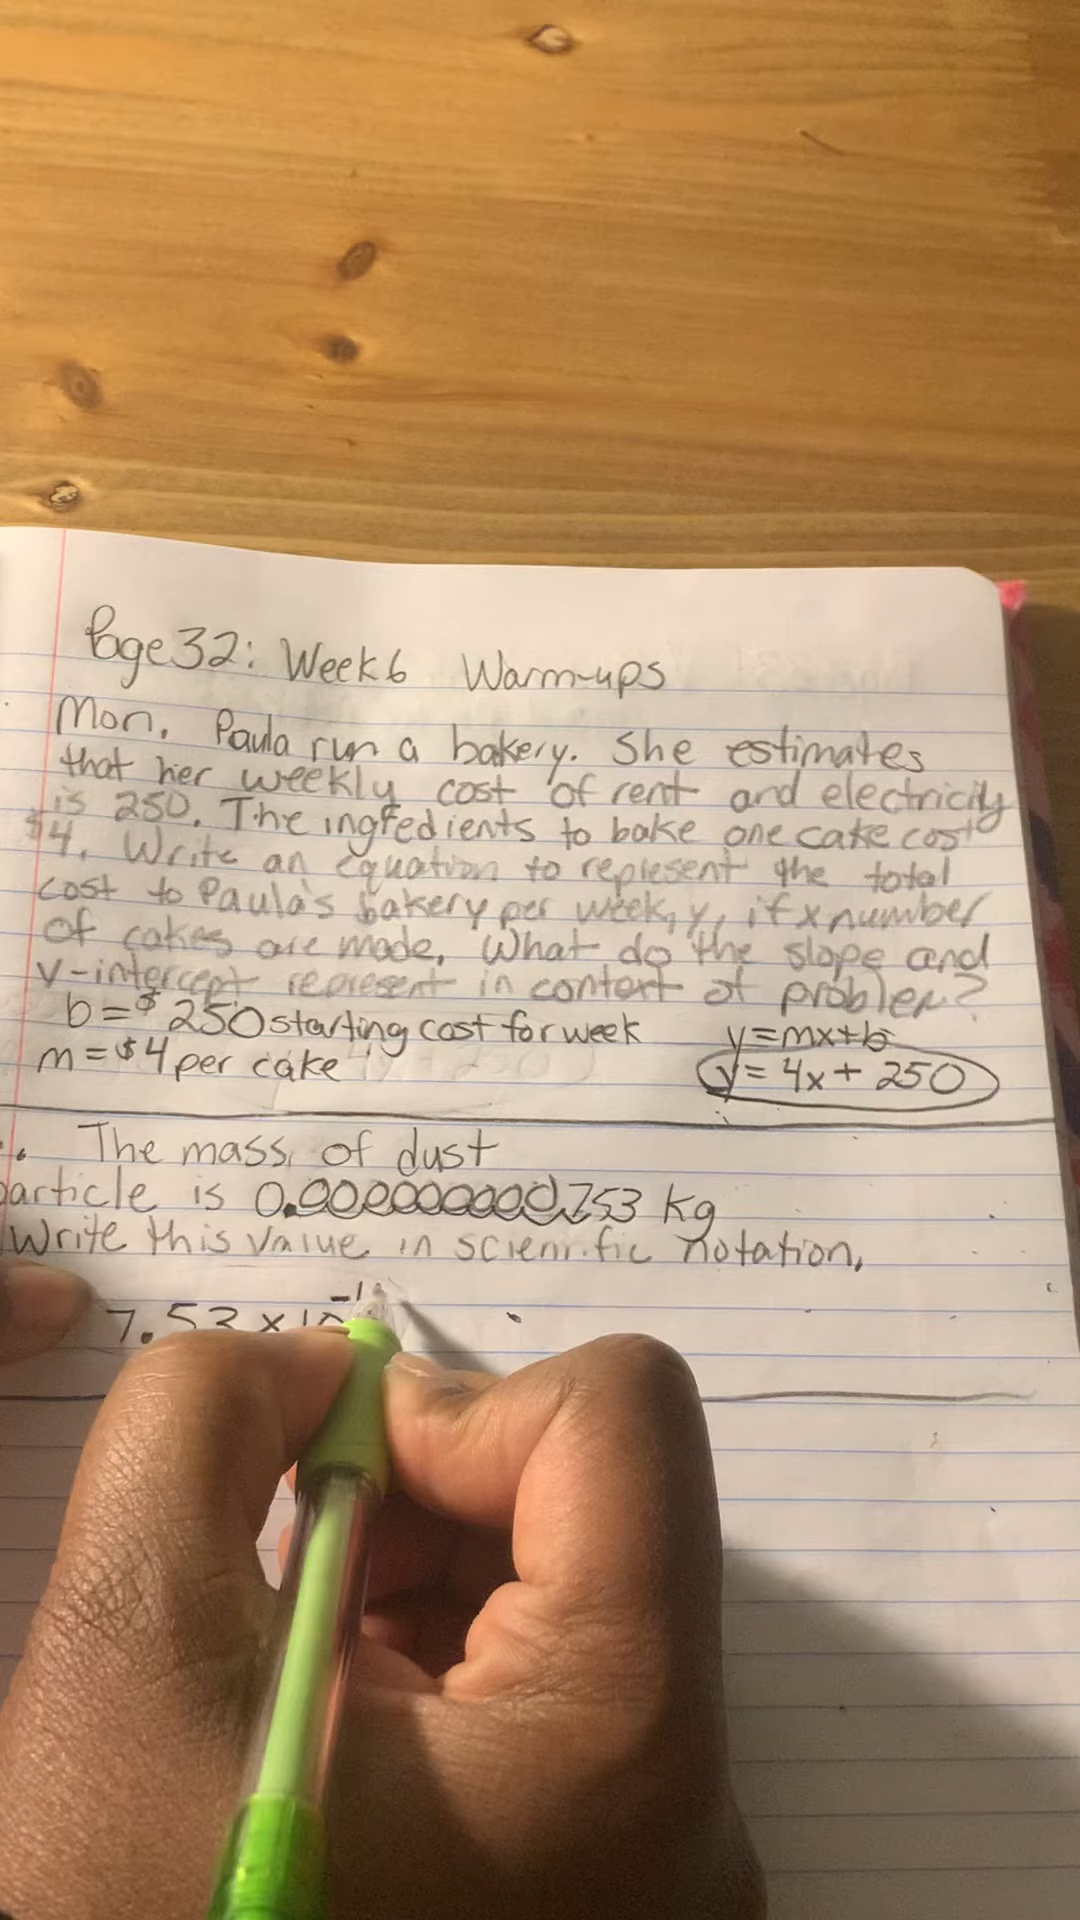 Page 32: Week 6 Warm-ups
Mon. Paula run a bakery. She estimates
that her weekly cost of rent and electricity
is 250. The ingredients to bake one cake cost
$4. Write an equation to represent the total
cost to Paula's bakery per week, y, if x number
of cakes are made. What do the slope and
y-intercept represent in context of problem?
b = $250 starting cost for week
y = mx + b
m = $4 per cake
y = 4x + 250
. The mass of dust
particle is 0.0000000000753 kg
Write this value in scientific notation.
7.53 x 10